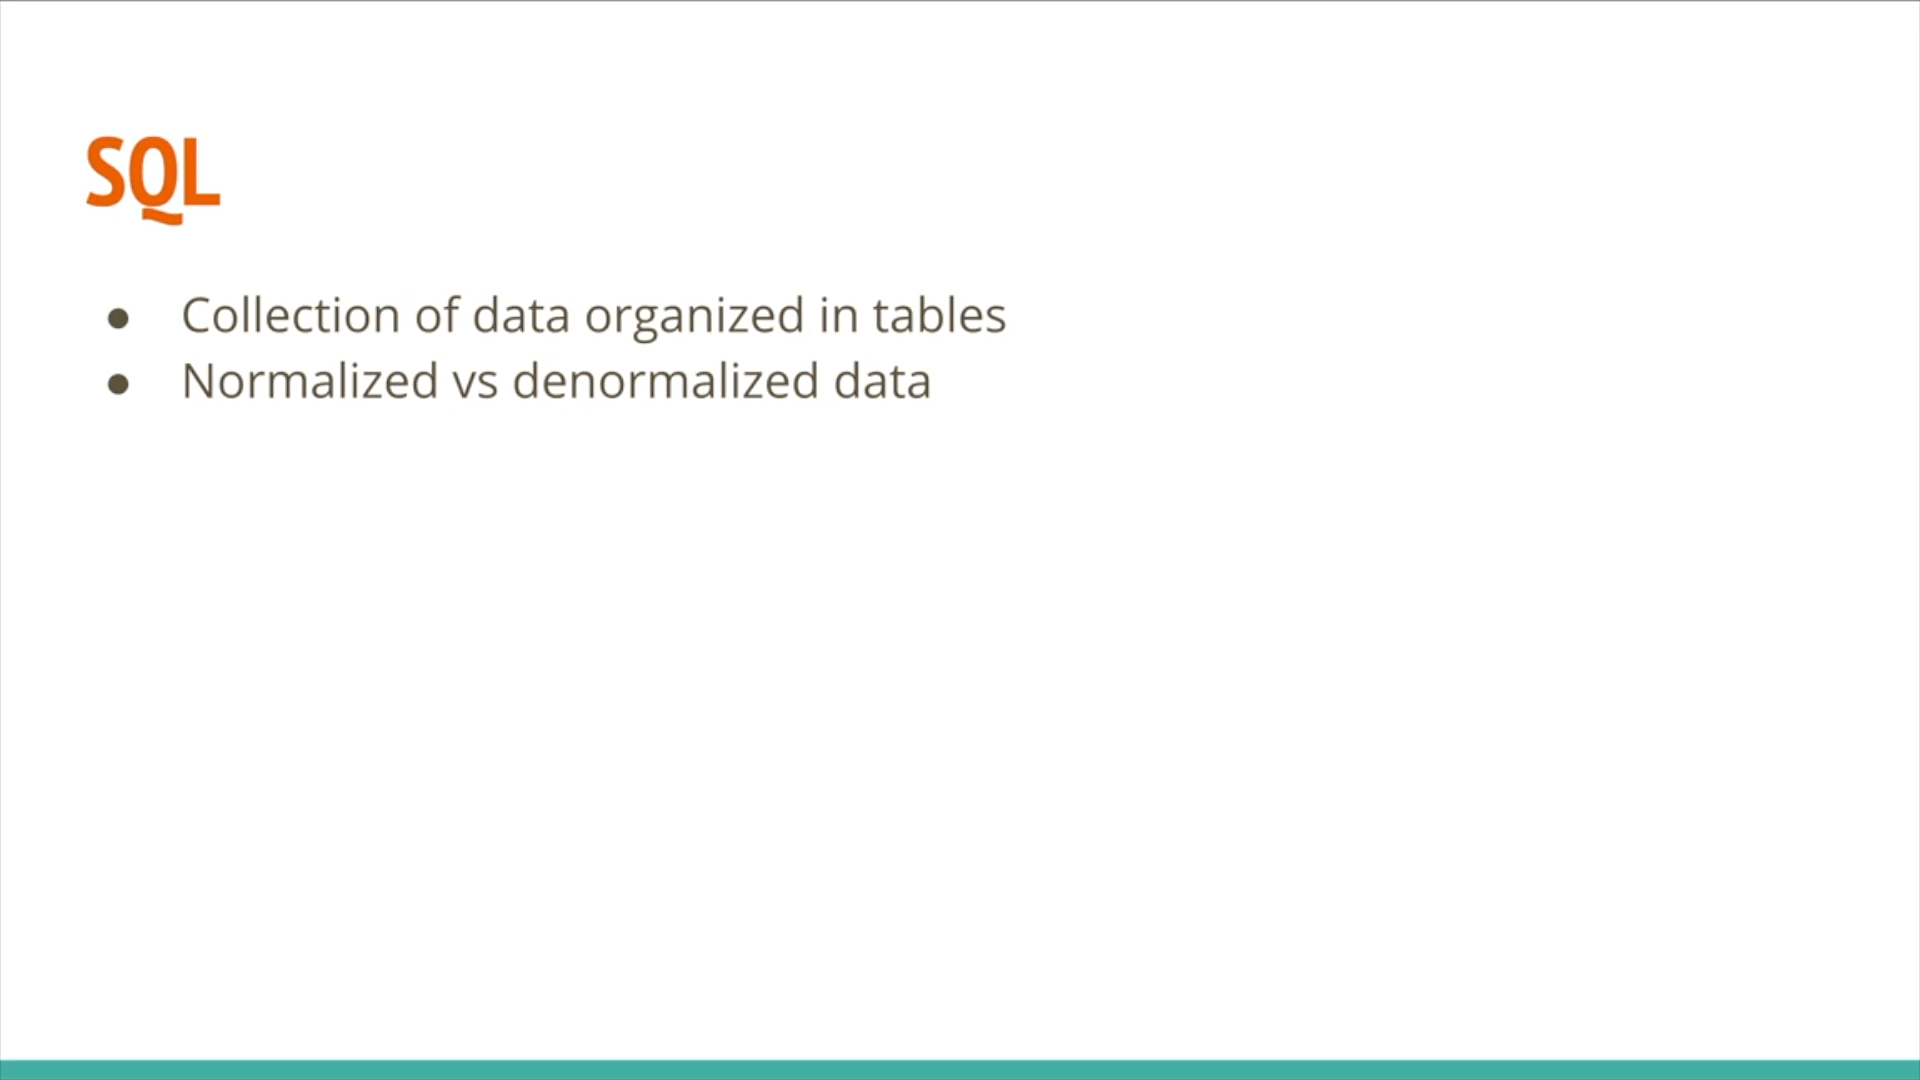 SQL
● Collection of data organized in tables
● Normalized vs denormalized data